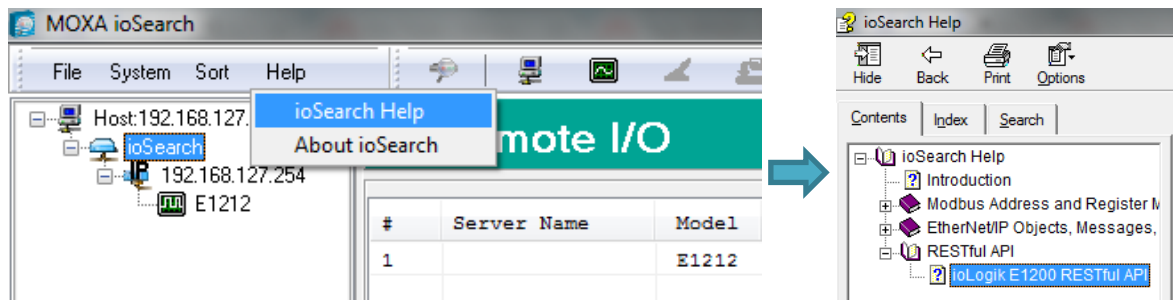 MOXA ioSearch
File System Sort Help
ioSearch Help
About ioSearch
Host:192.168.127.
ioSearch
IP 192.168.127.254
E1212
mote I/O
# Server Name Model
1 E1212
ioSearch Help
Hide Back Print Options
Contents Index Search
ioSearch Help
Introduction
Modbus Address and Register
EtherNet/IP Objects, Messages,
RESTful API
ioLogik E1200 RESTful API